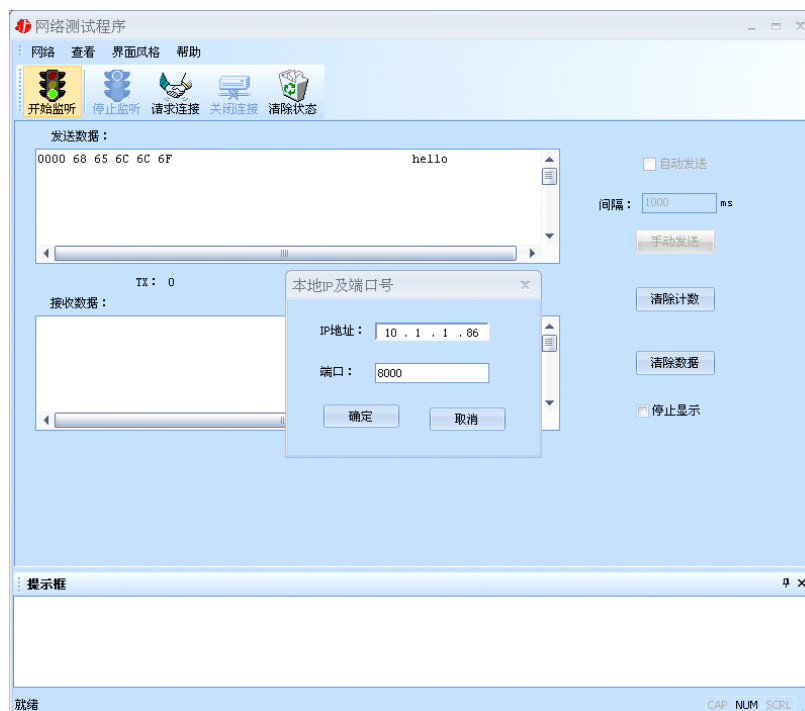 网络测试程序
网络 查看 界面风格 帮助
开始监听 停止监听 请求连接 关闭连接 清除状态
发送数据：
0000 68 65 6C 6C 6F hello
自动发送
间隔： 1000 ms
手动发送
TX： 0
本地IP及端口号
接收数据：
清除计数
IP地址： 10 . 1 . 1 . 86
端口： 8000
清除数据
确定 取消
停止显示
提示框
就绪
CAP NUM SCRL